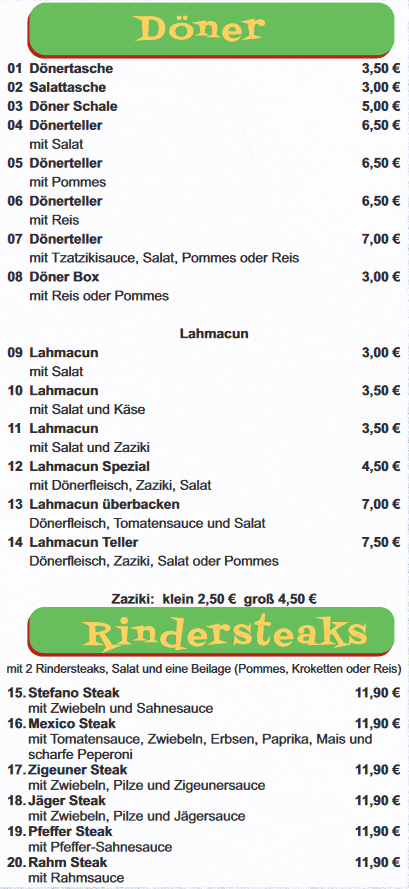 Döner
01 Dönertasche 3,50 €
02 Salattasche 3,00 €
03 Döner Schale 5,00 €
04 Dönerteller 6,50 €
mit Salat
05 Dönerteller 6,50 €
mit Pommes
06 Dönerteller 6,50 €
mit Reis
07 Dönerteller 7,00 €
mit Tzatzikisauce, Salat, Pommes oder Reis
08 Döner Box 3,00 €
mit Reis oder Pommes
Lahmacun
09 Lahmacun 3,00 €
mit Salat
10 Lahmacun 3,50 €
mit Salat und Käse
11 Lahmacun 3,50 €
mit Salat und Zaziki
12 Lahmacun Spezial 4,50 €
mit Dönerfleisch, Zaziki, Salat
13 Lahmacun überbacken 7,00 €
Dönerfleisch, Tomatensauce und Salat
14 Lahmacun Teller 7,50 €
Dönerfleisch, Zaziki, Salat oder Pommes
Zaziki: klein 2,50 € groß 4,50 €
Rindersteaks
mit 2 Rindersteaks, Salat und eine Beilage (Pommes, Kroketten oder Reis)
15. Stefano Steak 11,90 €
mit Zwiebeln und Sahnesauce
16. Mexico Steak 11,90 €
mit Tomatensauce, Zwiebeln, Erbsen, Paprika, Mais und
scharfe Peperoni
17. Zigeuner Steak 11,90 €
mit Zwiebeln, Pilze und Zigeunersauce
18. Jäger Steak 11,90 €
mit Zwiebeln, Pilze und Jägersauce
19. Pfeffer Steak 11,90 €
mit Pfeffer-Sahnesauce
20. Rahm Steak 11,90 €
mit Rahmsauce